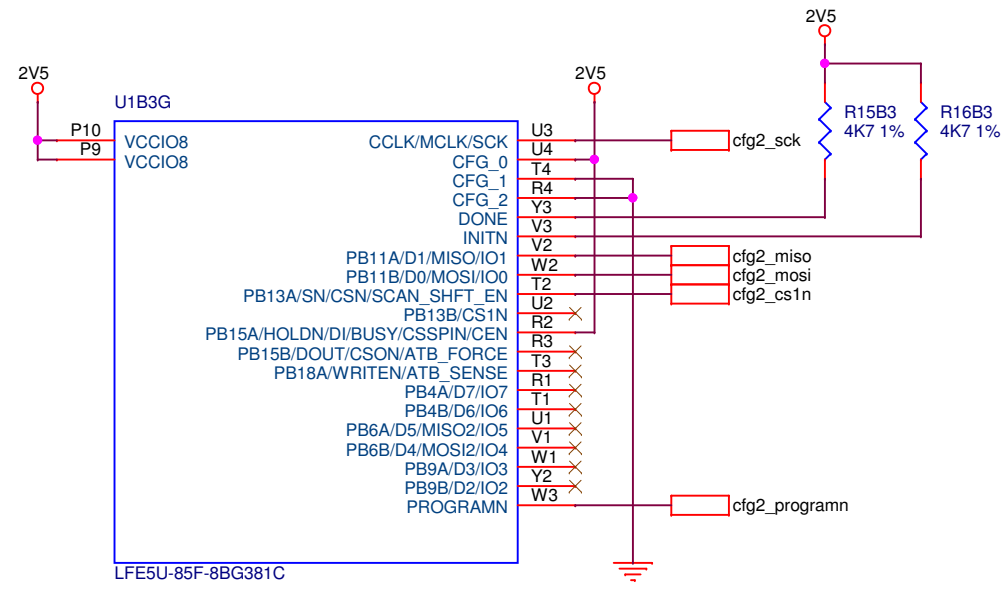 2V5
2V5
2V5
U1B3G
R15B3
4K7 1%
R16B3
4K7 1%
P10
VCCIO8
P9
VCCIO8
CCLK/MCLK/SCK
U3
cfg2_sck
CFG_0
U4
CFG_1
T4
CFG_2
R4
DONE
Y3
INITN
V3
PB11A/D1/MISO/IO1
V2
cfg2_miso
PB11B/D0/MOSI/IO0
W2
cfg2_mosi
PB13A/SN/CSN/SCAN_SHFT_EN
T2
cfg2_cs1n
PB13B/CS1N
U2
PB15A/HOLDN/DI/BUSY/CSSPIN/CEN
R2
PB15B/DOUT/CSON/ATB_FORCE
R3
PB18A/WRITEN/ATB_SENSE
T3
PB4A/D7/IO7
R1
PB4B/D6/IO6
T1
PB6A/D5/MISO2/IO5
U1
PB6B/D4/MOSI2/IO4
V1
PB9A/D3/IO3
W1
PB9B/D2/IO2
Y2
PROGRAMN
W3
cfg2_programn
LFE5U-85F-8BG381C